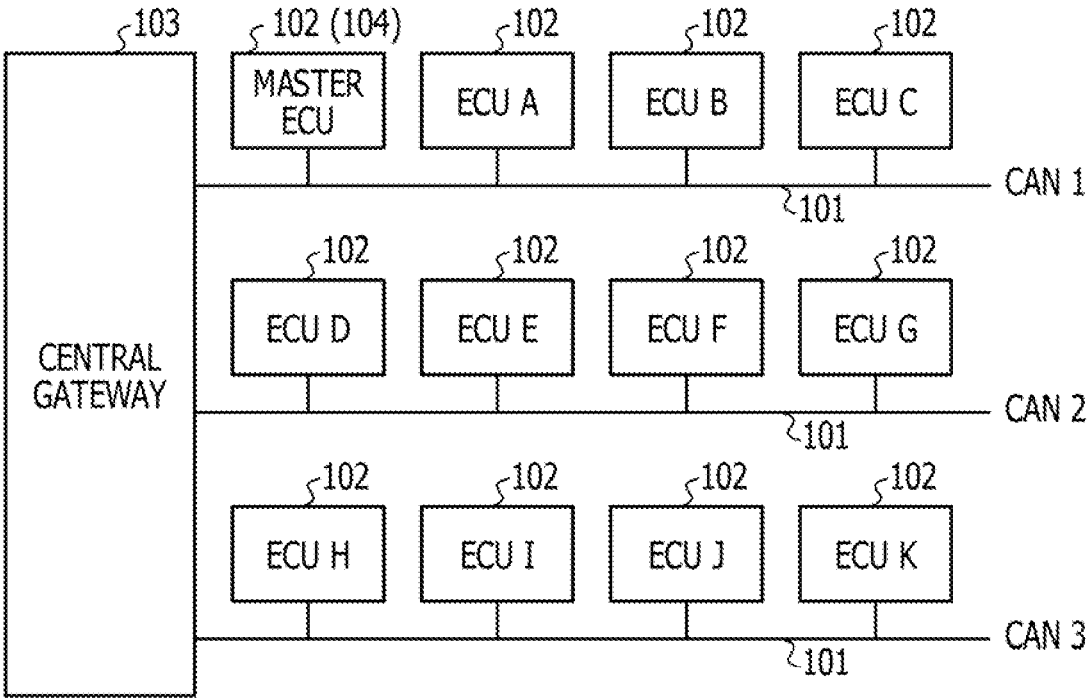 103
102 (104)
102
102
102
MASTER
ECU
ECU A
ECU B
ECU C
CAN 1
101
102
102
102
102
ECU D
ECU E
ECU F
ECU G
CENTRAL
GATEWAY
CAN 2
101
102
102
102
102
ECU H
ECU I
ECU J
ECU K
CAN 3
101